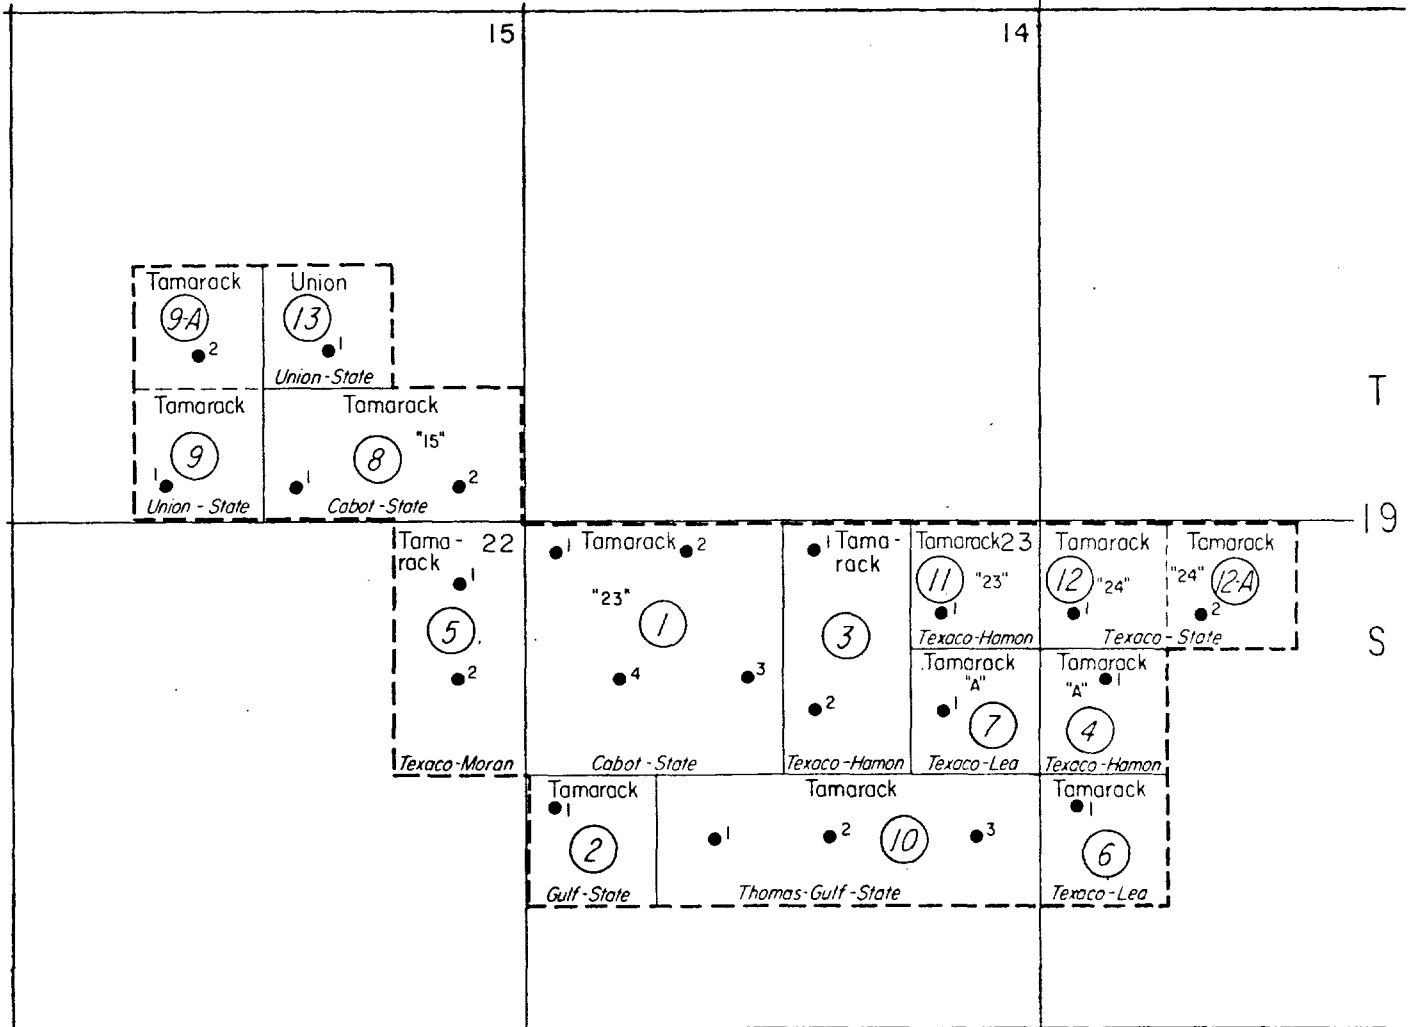 15
14
Tamarack
9-A
2
Union
13
1
Union-State
Tamarack
9
1
Union - State
Tamarack
"15"
8
1
2
Cabot-State
T
19
S
Tama-
rack
22
1
5
2
Texaco-Moran
1
Tamarack
2
"23"
1
4
3
Cabot-State
1
Tama-
rack
3
2
Texaco-Hamon
Tamarack
23
11
"23"
1
Texaco-Hamon
Tamarack
12
"24"
1
Tamarack
"24"
12-A
2
Texaco-State
Tamarack
"A"
1
7
Texaco-Lea
Tamarack
"A"
1
4
Texaco-Hamon
Tamarack
1
2
Gulf-State
Tamarack
1
2
10
3
Thomas-Gulf-State
Tamarack
1
6
Texaco-Lea